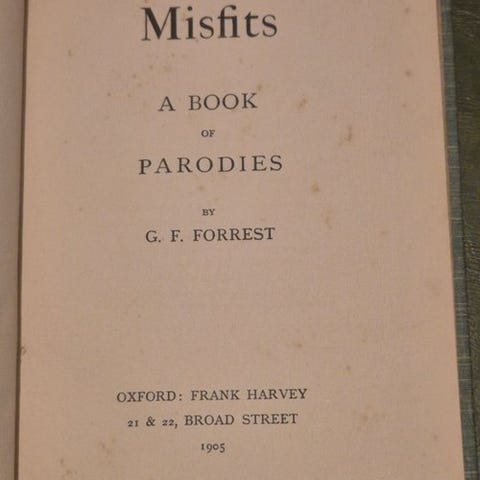 Misfits
A BOOK
OF
PARODIES
BY
G. F. FORREST
OXFORD: FRANK HARVEY
21 & 22, BROAD STREET
1905